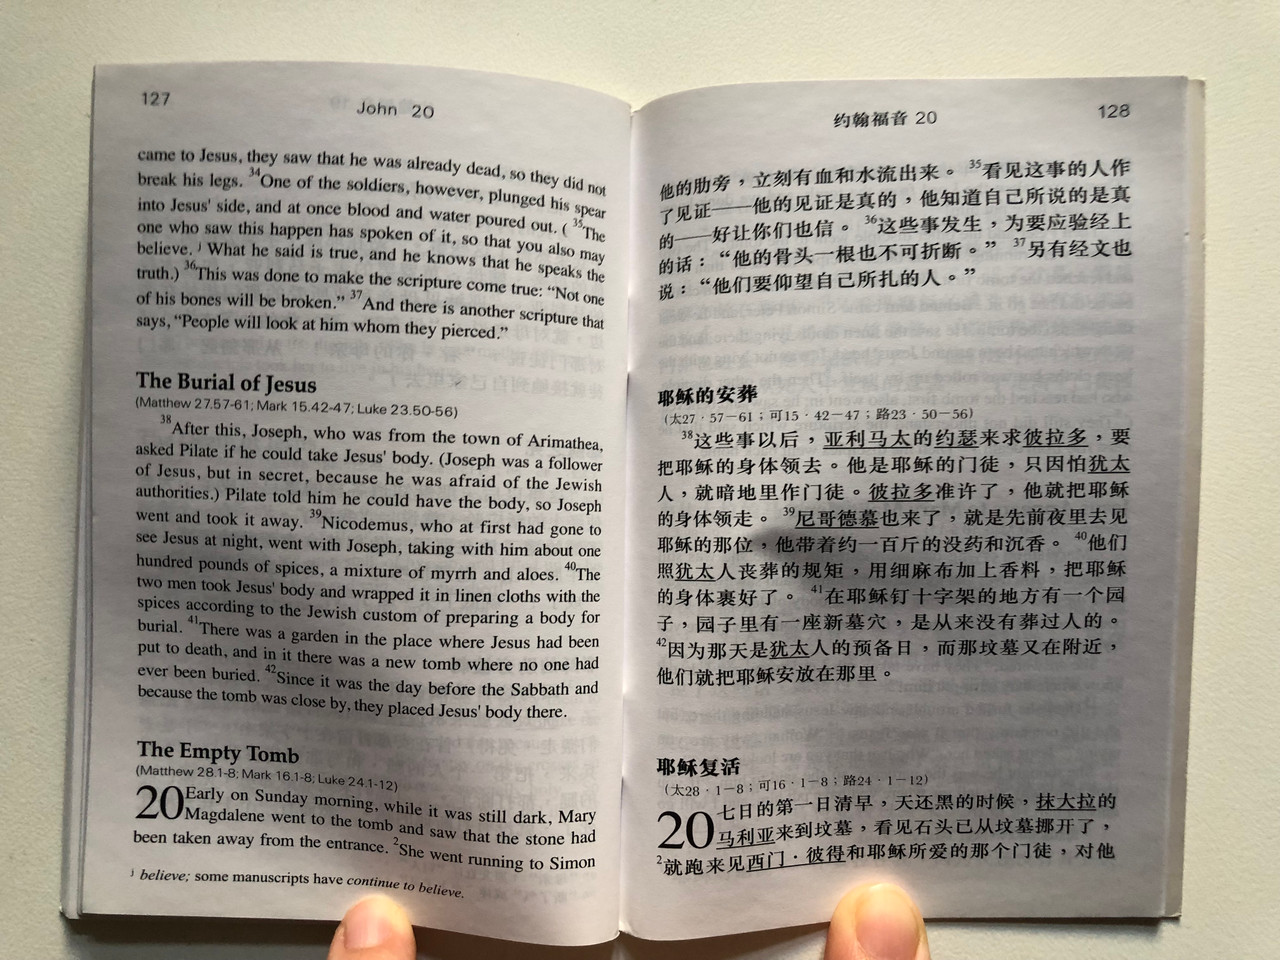 127
John 20
came to Jesus, they saw that he was already dead, so they did not
break his legs. 34One of the soldiers, however, plunged his spear
into Jesus' side, and at once blood and water poured out. ( 35The
one who saw this happen has spoken of it, so that you also may
believe. j What he said is true, and he knows that he speaks the
truth.) 36This was done to make the scripture come true: “Not one
of his bones will be broken.” 37And there is another scripture that
says, “People will look at him whom they pierced.”
The Burial of Jesus
(Matthew 27.57-61; Mark 15.42-47; Luke 23.50-56)
38After this, Joseph, who was from the town of Arimathea,
asked Pilate if he could take Jesus' body. (Joseph was a follower
of Jesus, but in secret, because he was afraid of the Jewish
authorities.) Pilate told him he could have the body, so Joseph
went and took it away. 39Nicodemus, who at first had gone to
see Jesus at night, went with Joseph, taking with him about one
hundred pounds of spices, a mixture of myrrh and aloes. 40The
two men took Jesus' body and wrapped it in linen cloths with the
spices according to the Jewish custom of preparing a body for
burial. 41There was a garden in the place where Jesus had been
put to death, and in it there was a new tomb where no one had
ever been buried. 42Since it was the day before the Sabbath and
because the tomb was close by, they placed Jesus' body there.
The Empty Tomb
(Matthew 28.1-8; Mark 16.1-8; Luke 24.1-12)
20 Early on Sunday morning, while it was still dark, Mary
Magdalene went to the tomb and saw that the stone had
been taken away from the entrance. 2She went running to Simon
j believe; some manuscripts have continue to believe.
约翰福音 20
128
他的肋旁，立刻有血和水流出来。 35看见这事的人作
了见证——他的见证是真的，他知道自己所说的是真
的——好让你们也信。 36这些事发生，为要应验经上
的话：“他的骨头一根也不可折断。” 37另有经文也
说：“他们要仰望自己所扎的人。”
耶稣的安葬
（太27·57－61；可15·42－47；路23·50－56）
38这些事以后，亚利马太的约瑟来求彼拉多，要
把耶稣的身体领去。他是耶稣的门徒，只因怕犹太
人，就暗地里作门徒。彼拉多准许了，他就把耶稣
的身体领走。 39尼哥德慕也来了，就是先前夜里去见
耶稣的那位，他带着约一百斤的没药和沉香。 40他们
照犹太人丧葬的规矩，用细麻布加上香料，把耶稣
的身体裹好了。 41在耶稣钉十字架的地方有一个园
子，园子里有一座新墓穴，是从来没有葬过人的。
42因为那天是犹太人的预备日，而那坟墓又在附近，
他们就把耶稣安放在那里。
耶稣复活
（太28·1－8；可16·1－8；路24·1－12）
20 七日的第一日清早，天还黑的时候，抹大拉的
马利亚来到坟墓，看见石头已从坟墓挪开了，
2就跑来见西门·彼得和耶稣所爱的那个门徒，对他